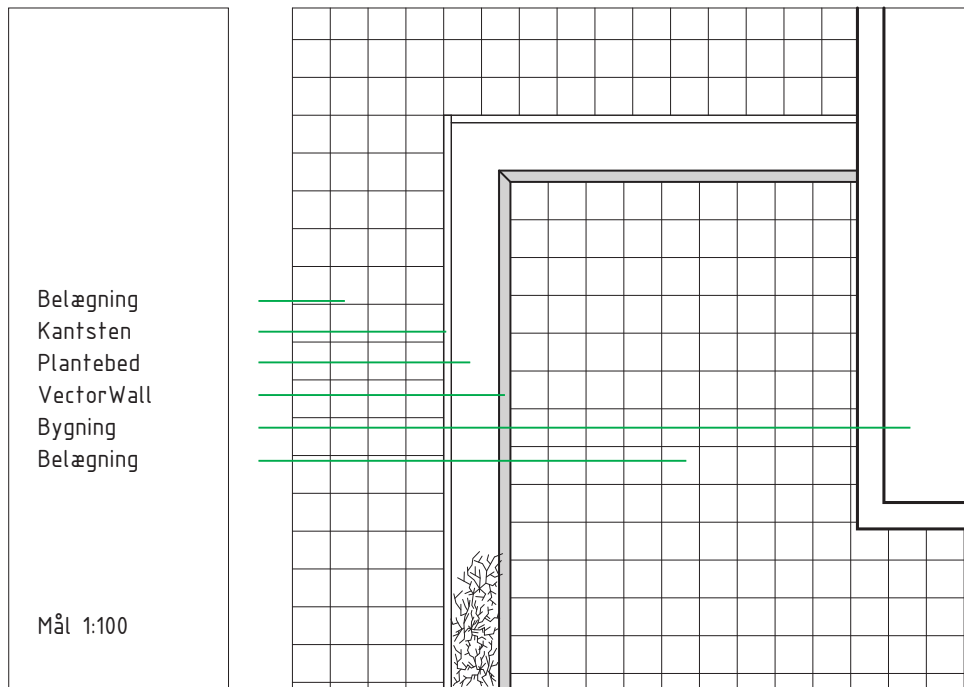 Belægning
Kantsten
Plantebed
VectorWall
Bygning
Belægning
Mål 1:100